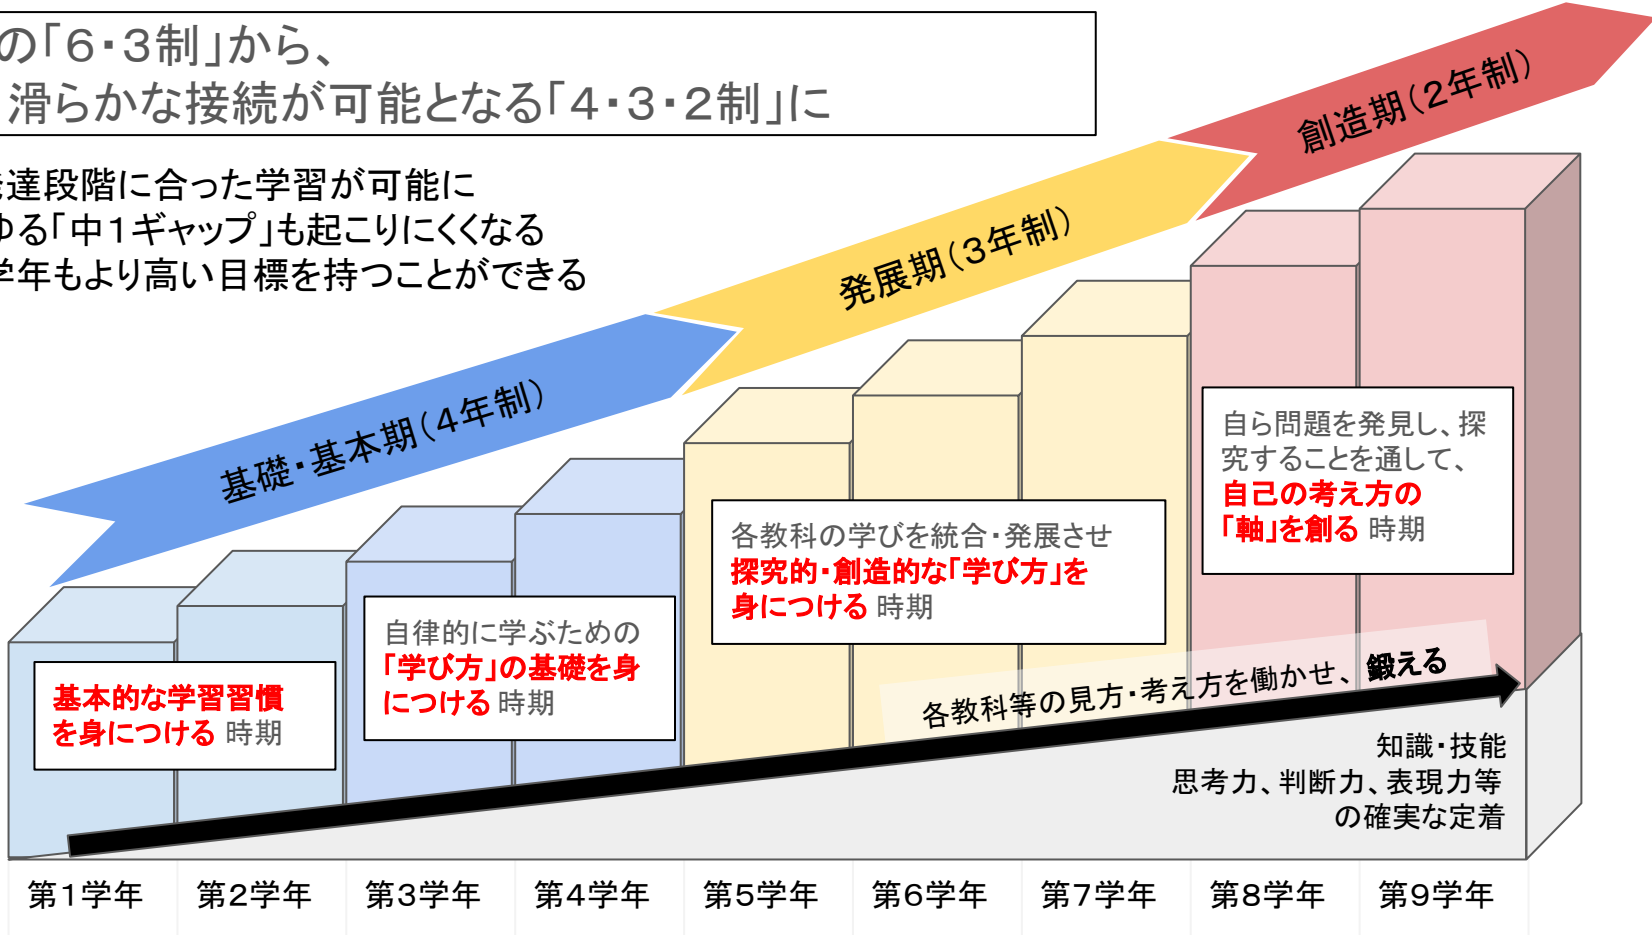 の「6・3制」から、
滑らかな接続が可能となる「4・3・2制」に
達段階に合った学習が可能に
ゆる「中1ギャップ」も起こりにくくなる
学年もより高い目標を持つことができる
創造期(2年制)
発展期(3年制)
基礎・基本期(4年制)
自ら問題を発見し、探
究することを通して、
自己の考え方の
「軸」を創る 時期
各教科の学びを統合・発展させ
探究的・創造的な「学び方」を
身につける 時期
自律的に学ぶための
「学び方」の基礎を身
につける 時期
基本的な学習習慣
を身につける 時期
各教科等の見方・考え方を働かせ、鍛える
知識・技能
思考力、判断力、表現力等
の確実な定着
第1学年 第2学年 第3学年 第4学年 第5学年 第6学年 第7学年 第8学年 第9学年